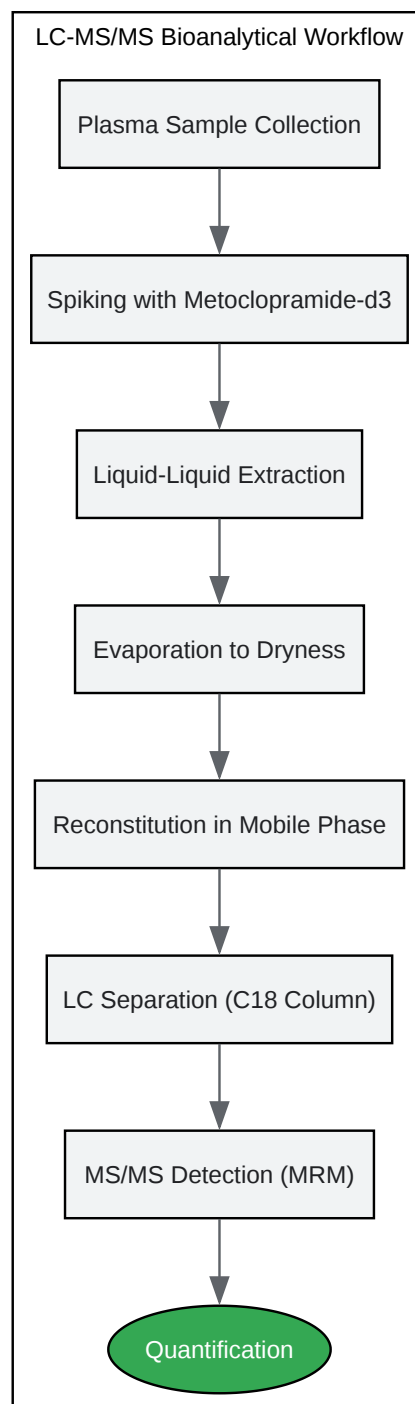 LC-MS/MS Bioanalytical Workflow
Plasma Sample Collection
Spiking with Metoclopramide-d3
Liquid-Liquid Extraction
Evaporation to Dryness
Reconstitution in Mobile Phase
LC Separation (C18 Column)
MS/MS Detection (MRM)
Quantification